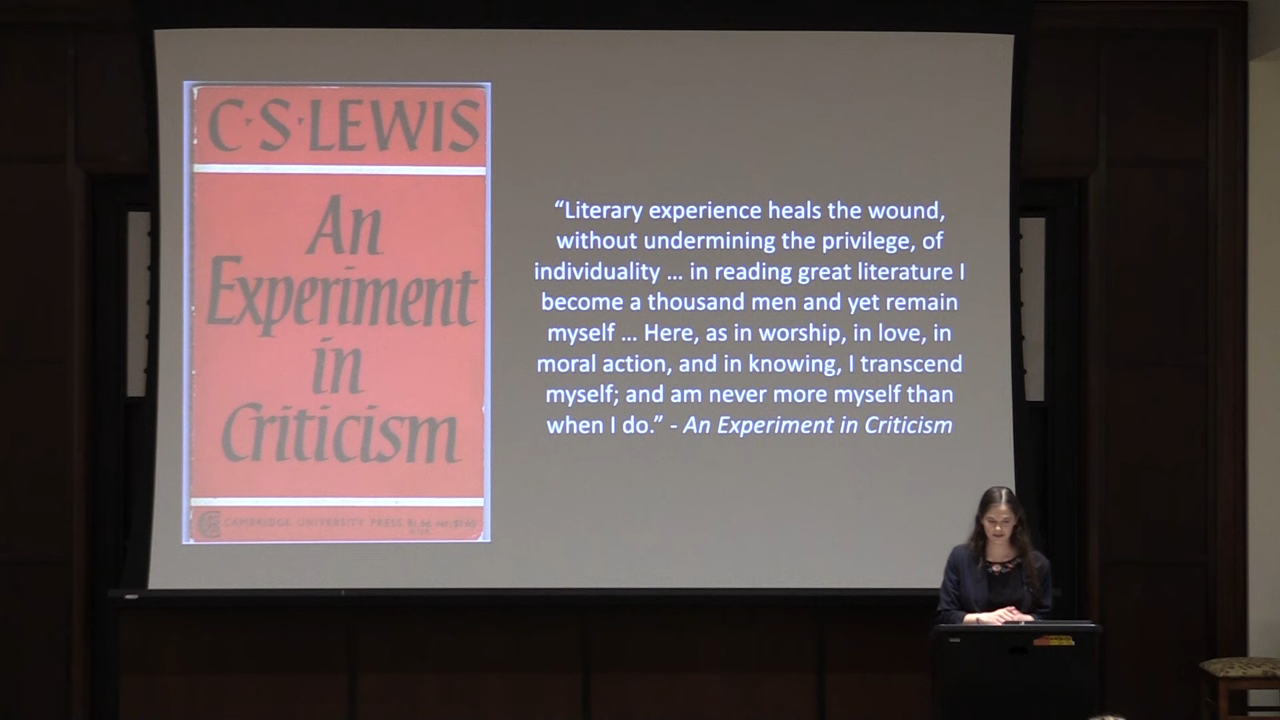 C·S·LEWIS
An
Experiment
in
Criticism
CAMBRIDGE UNIVERSITY PRESS
“Literary experience heals the wound,
without undermining the privilege, of
individuality … in reading great literature I
become a thousand men and yet remain
myself … Here, as in worship, in love, in
moral action, and in knowing, I transcend
myself; and am never more myself than
when I do.” - An Experiment in Criticism